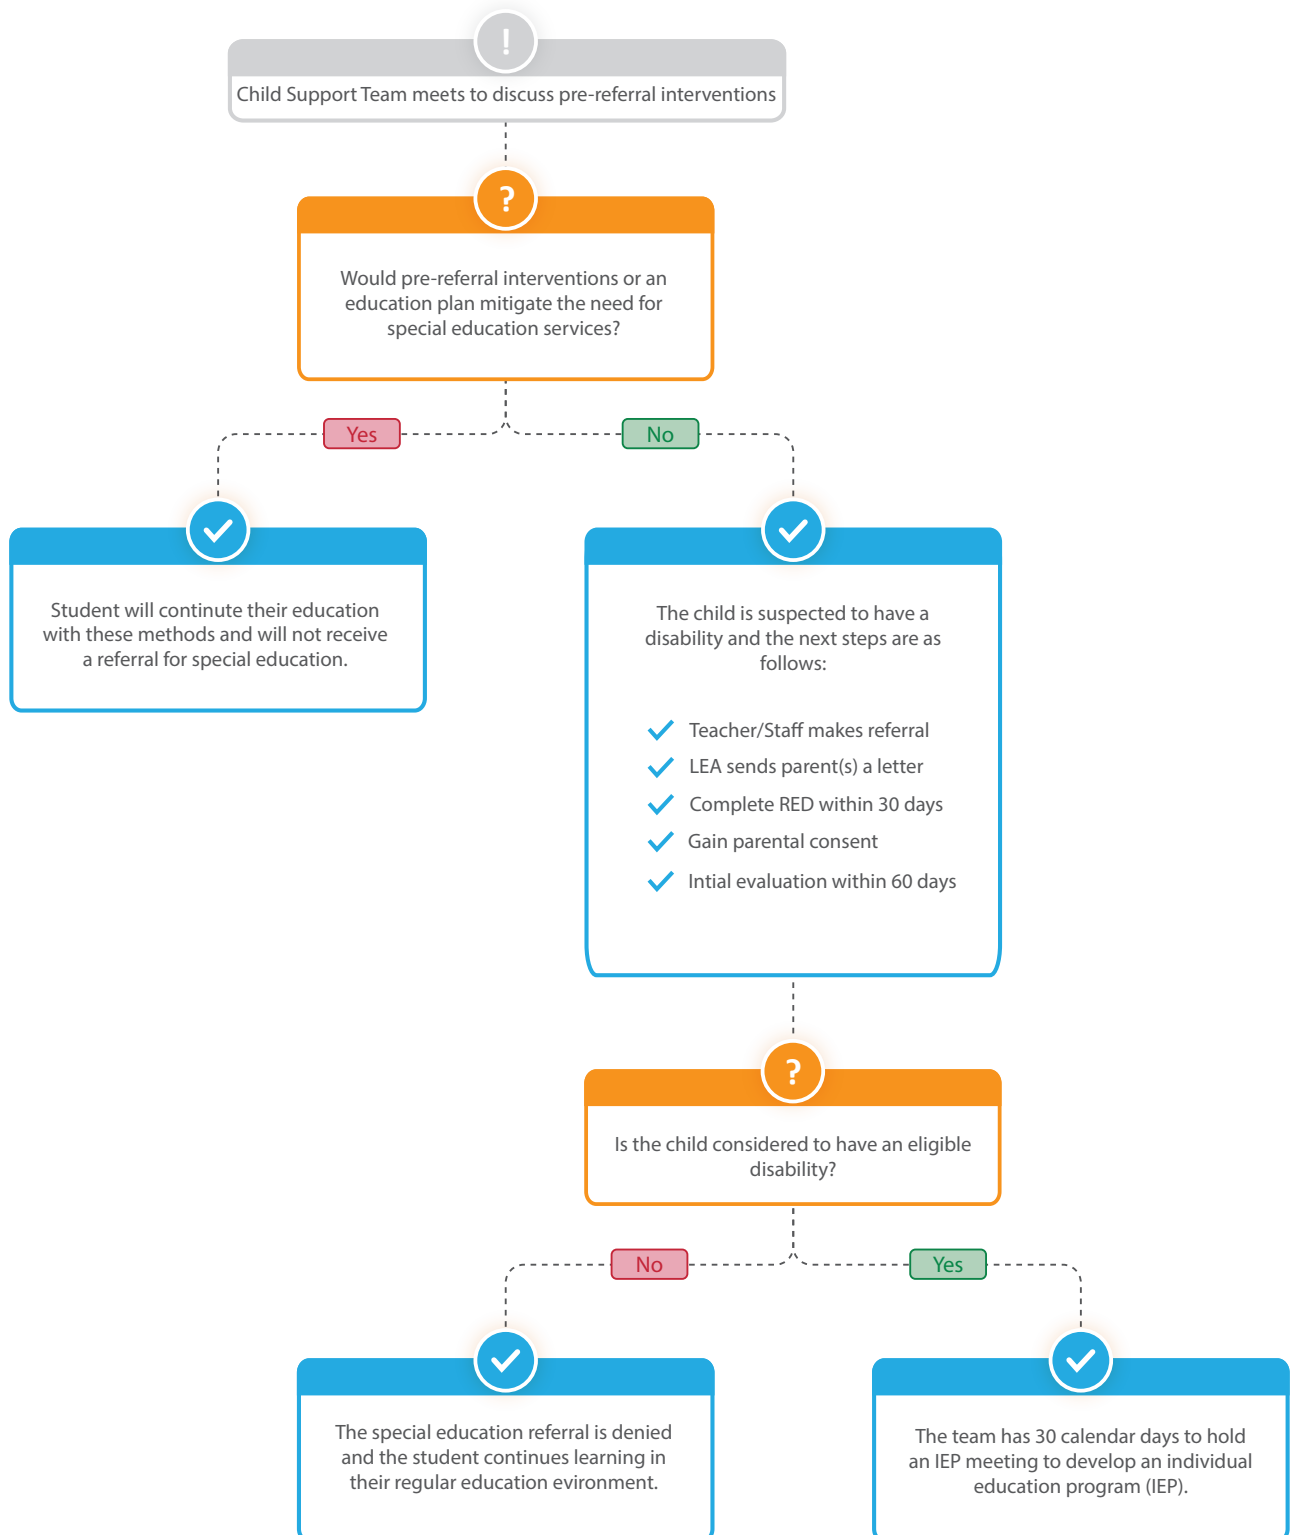 !
Child Support Team meets to discuss pre-referral interventions
?
Would pre-referral interventions or an
education plan mitigate the need for
special education services?
Yes
No
Student will continute their education
with these methods and will not receive
a referral for special education.
The child is suspected to have a
disability and the next steps are as
follows:
Teacher/Staff makes referral
LEA sends parent(s) a letter
Complete RED within 30 days
Gain parental consent
Intial evaluation within 60 days
?
Is the child considered to have an eligible
disability?
No
Yes
The special education referral is denied
and the student continues learning in
their regular education evironment.
The team has 30 calendar days to hold
an IEP meeting to develop an individual
education program (IEP).